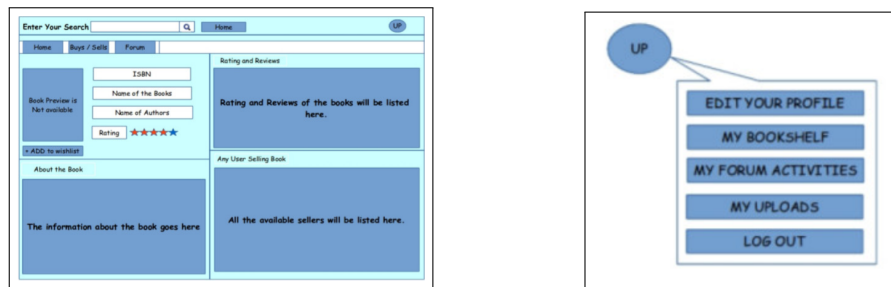 Enter Your Search
Home
UP
Home
Buys / Sells
Forum
Book Preview is
Not available
ISBN
Name of the Books
Name of Authors
Rating
+ ADD to wishlist
Rating and Reviews
Rating and Reviews of the books will be listed
here.
About the Book
The information about the book goes here
Any User Selling Book
All the available sellers will be listed here.
UP
EDIT YOUR PROFILE
MY BOOKSHELF
MY FORUM ACTIVITIES
MY UPLOADS
LOG OUT